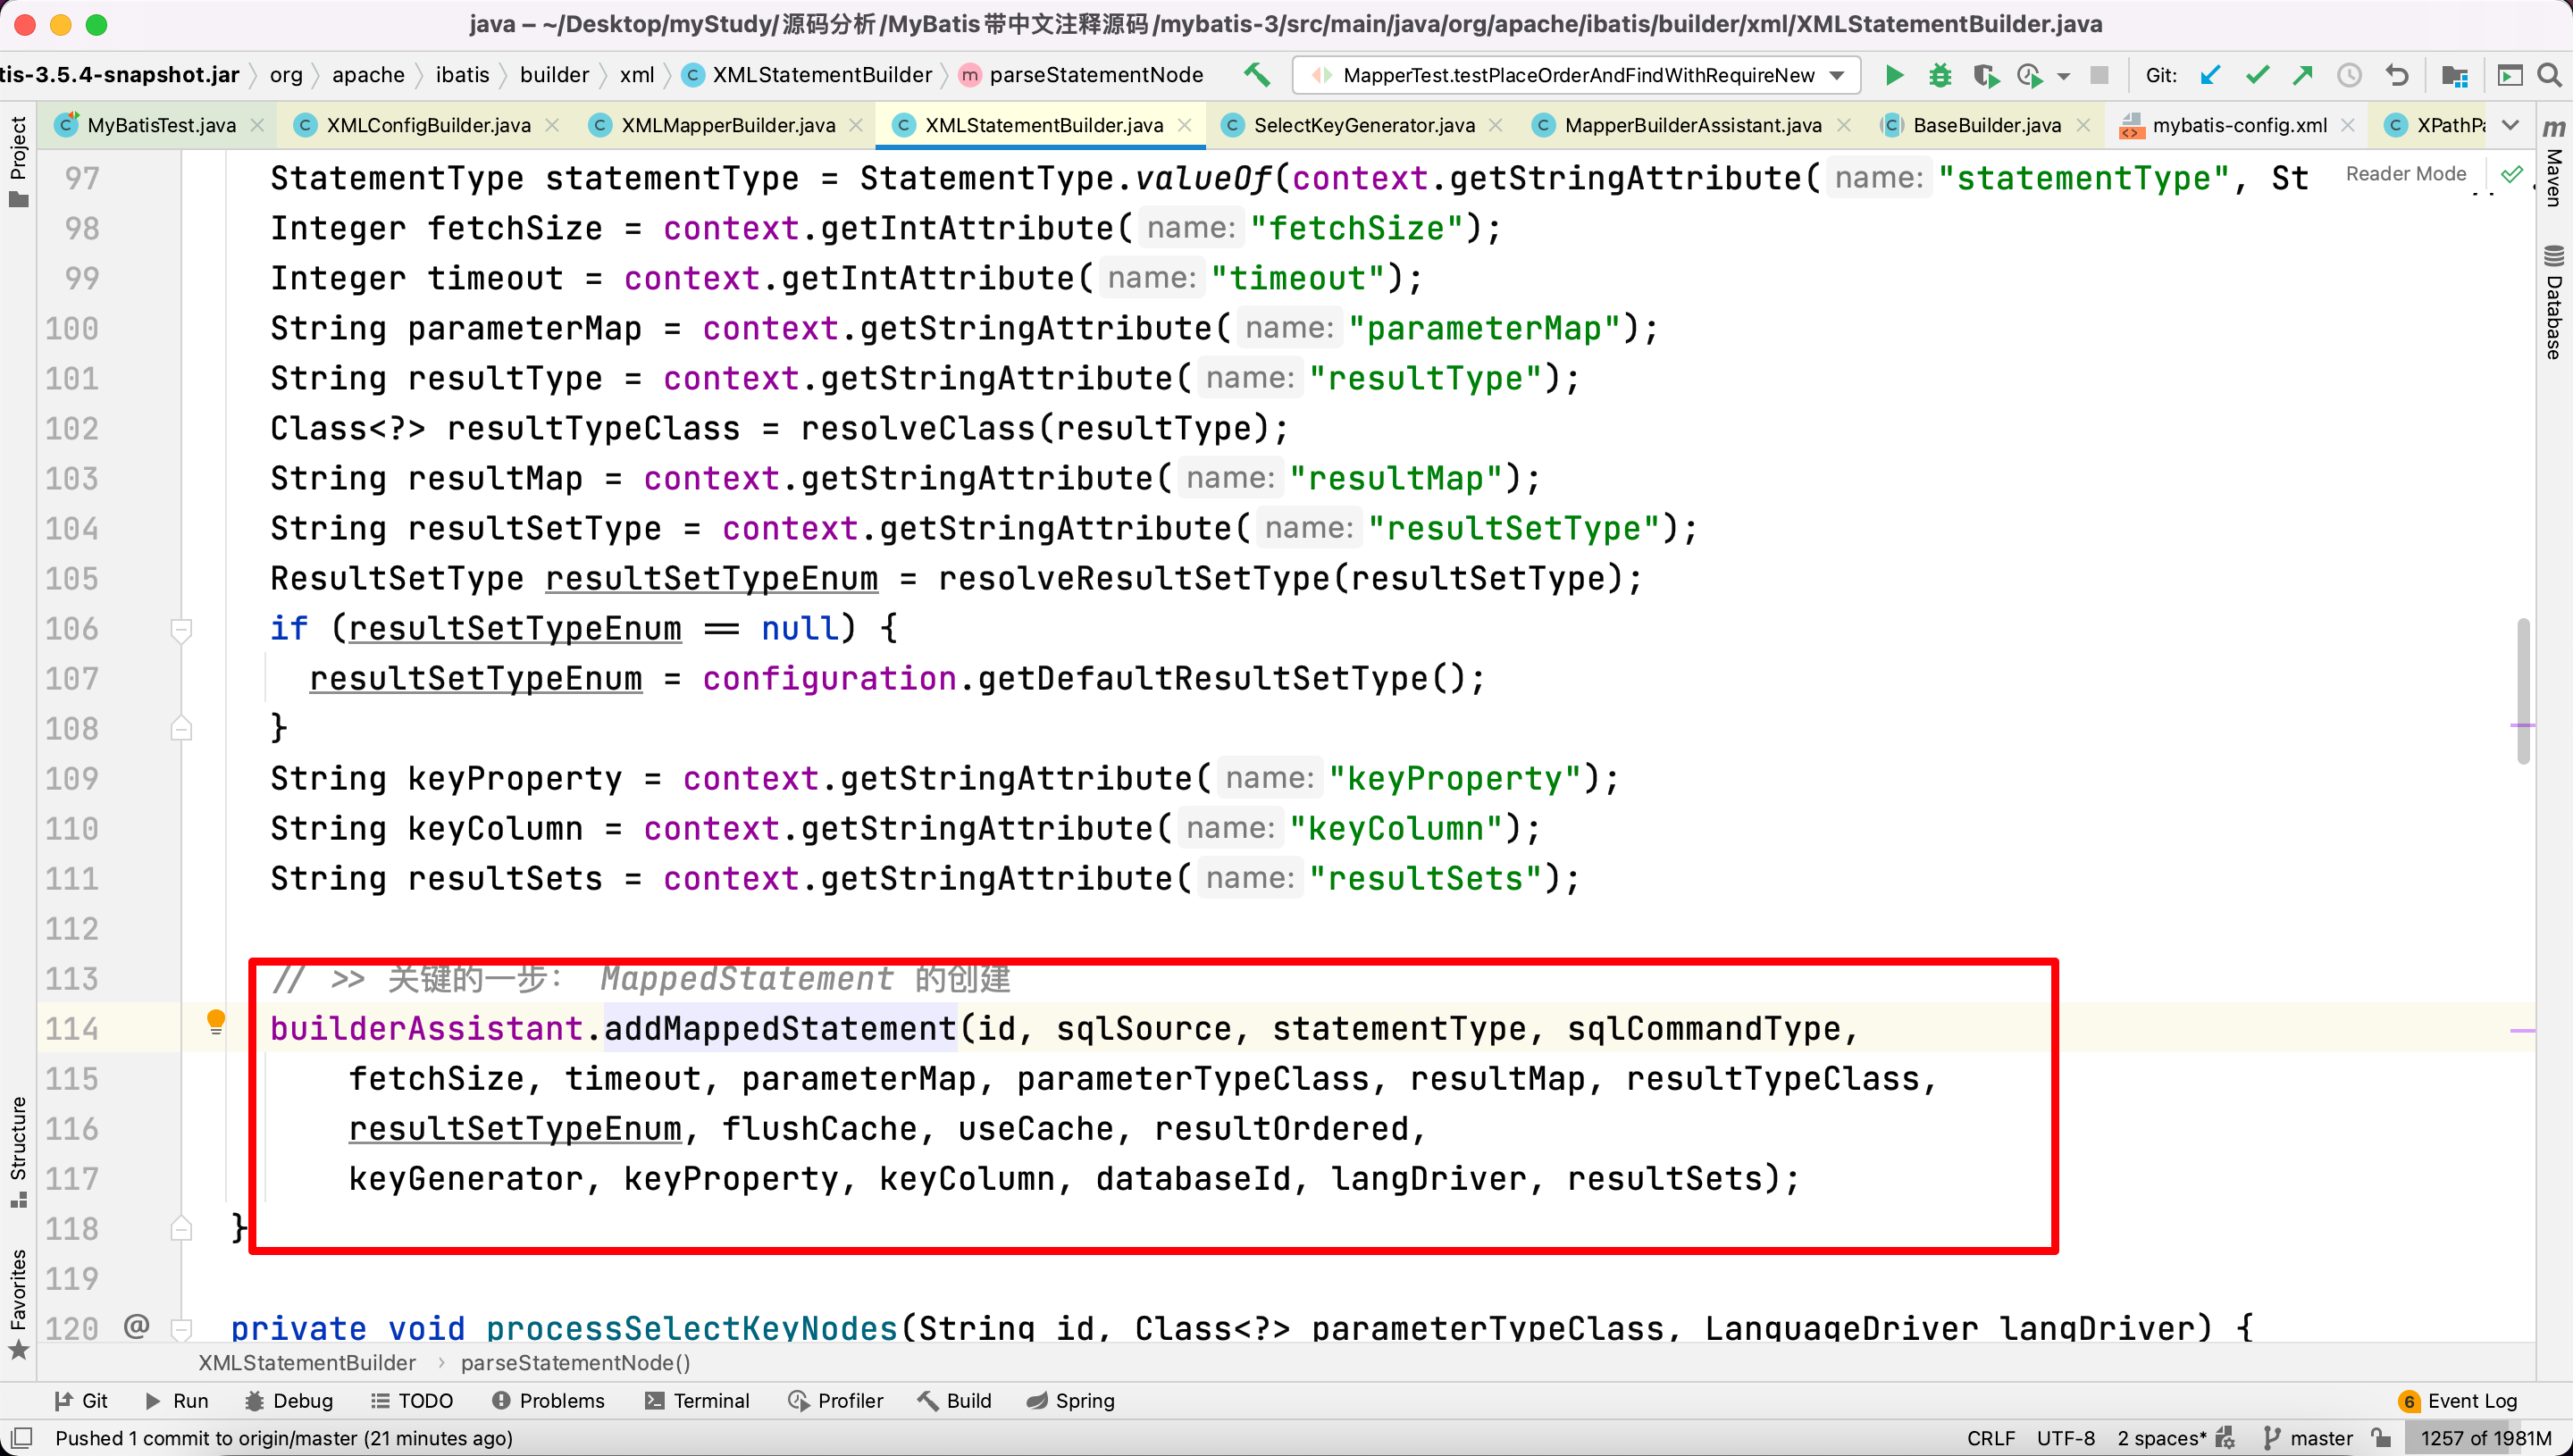 java – ~/Desktop/myStudy/源码分析/MyBatis带中文注释源码/mybatis-3/src/main/java/org/apache/ibatis/builder/xml/XMLStatementBuilder.java
tis-3.5.4-snapshot.jar org apache ibatis builder xml XMLStatementBuilder parseStatementNode MapperTest.testPlaceOrderAndFindWithRequireNew Git:
MyBatisTest.java XMLConfigBuilder.java XMLMapperBuilder.java XMLStatementBuilder.java SelectKeyGenerator.java MapperBuilderAssistant.java BaseBuilder.java mybatis-config.xml XPathPa
Project
Structure
Favorites
Maven
Database
Reader Mode
97 StatementType statementType = StatementType.valueOf(context.getStringAttribute( name: "statementType", St
98 Integer fetchSize = context.getIntAttribute( name: "fetchSize");
99 Integer timeout = context.getIntAttribute( name: "timeout");
100 String parameterMap = context.getStringAttribute( name: "parameterMap");
101 String resultType = context.getStringAttribute( name: "resultType");
102 Class<?> resultTypeClass = resolveClass(resultType);
103 String resultMap = context.getStringAttribute( name: "resultMap");
104 String resultSetType = context.getStringAttribute( name: "resultSetType");
105 ResultSetType resultSetTypeEnum = resolveResultSetType(resultSetType);
106 if (resultSetTypeEnum == null) {
107 resultSetTypeEnum = configuration.getDefaultResultSetType();
108 }
109 String keyProperty = context.getStringAttribute( name: "keyProperty");
110 String keyColumn = context.getStringAttribute( name: "keyColumn");
111 String resultSets = context.getStringAttribute( name: "resultSets");
112
113 // >> 关键的一步： MappedStatement 的创建
114 builderAssistant.addMappedStatement(id, sqlSource, statementType, sqlCommandType,
115 fetchSize, timeout, parameterMap, parameterTypeClass, resultMap, resultTypeClass,
116 resultSetTypeEnum, flushCache, useCache, resultOrdered,
117 keyGenerator, keyProperty, keyColumn, databaseId, langDriver, resultSets);
118 }
119
120 @ private void processSelectKeyNodes(String id, Class<?> parameterTypeClass, LanguageDriver langDriver) {
XMLStatementBuilder parseStatementNode()
Git Run Debug TODO Problems Terminal Profiler Build Spring 6 Event Log
Pushed 1 commit to origin/master (21 minutes ago) CRLF UTF-8 2 spaces* master 1257 of 1981M